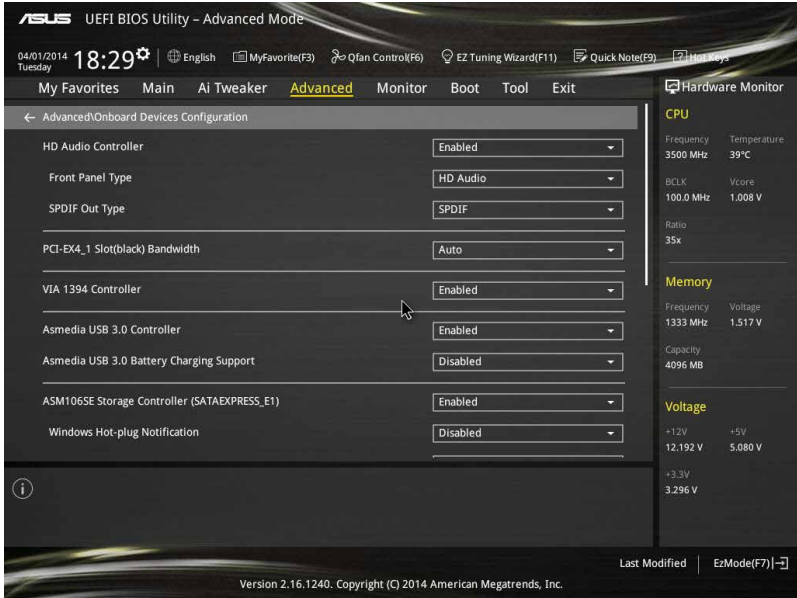 ASUS UEFI BIOS Utility – Advanced Mode
04/01/2014 Tuesday 18:29 English MyFavorite(F3) Qfan Control(F6) EZ Tuning Wizard(F11) Quick Note(F9) Hot Keys
My Favorites Main Ai Tweaker Advanced Monitor Boot Tool Exit
← Advanced\Onboard Devices Configuration
HD Audio Controller Enabled
Front Panel Type HD Audio
SPDIF Out Type SPDIF
PCI-EX4_1 Slot(black) Bandwidth Auto
VIA 1394 Controller Enabled
Asmedia USB 3.0 Controller Enabled
Asmedia USB 3.0 Battery Charging Support Disabled
ASM106SE Storage Controller (SATAEXPRESS_E1) Enabled
Windows Hot-plug Notification Disabled
Hardware Monitor
CPU
Frequency Temperature
3500 MHz 39°C
BCLK Vcore
100.0 MHz 1.008 V
Ratio
35x
Memory
Frequency Voltage
1333 MHz 1.517 V
Capacity
4096 MB
Voltage
+12V +5V
12.192 V 5.080 V
+3.3V
3.296 V
Last Modified EzMode(F7)
Version 2.16.1240. Copyright (C) 2014 American Megatrends, Inc.